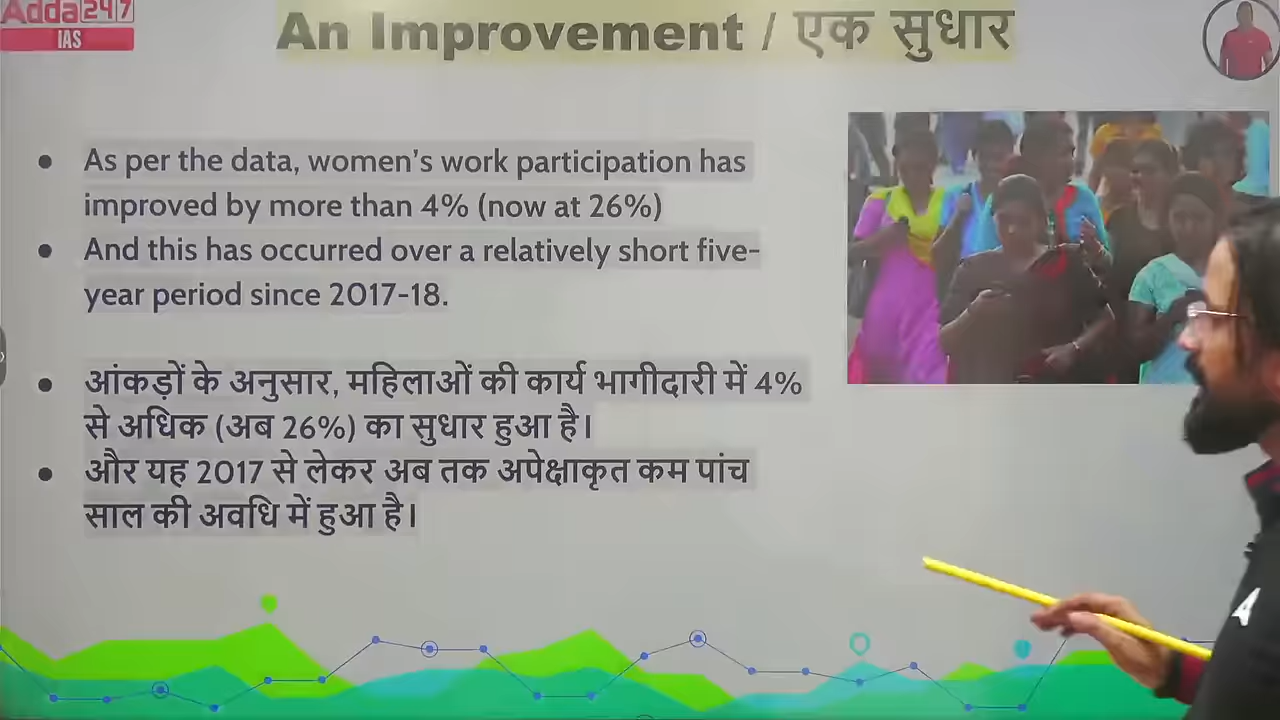 Adda247
IAS
An Improvement / एक सुधार
• As per the data, women's work participation has
improved by more than 4% (now at 26%)
• And this has occurred over a relatively short five-
year period since 2017-18.
• आंकड़ों के अनुसार, महिलाओं की कार्य भागीदारी में 4%
से अधिक (अब 26%) का सुधार हुआ है।
• और यह 2017 से लेकर अब तक अपेक्षाकृत कम पांच
साल की अवधि में हुआ है।